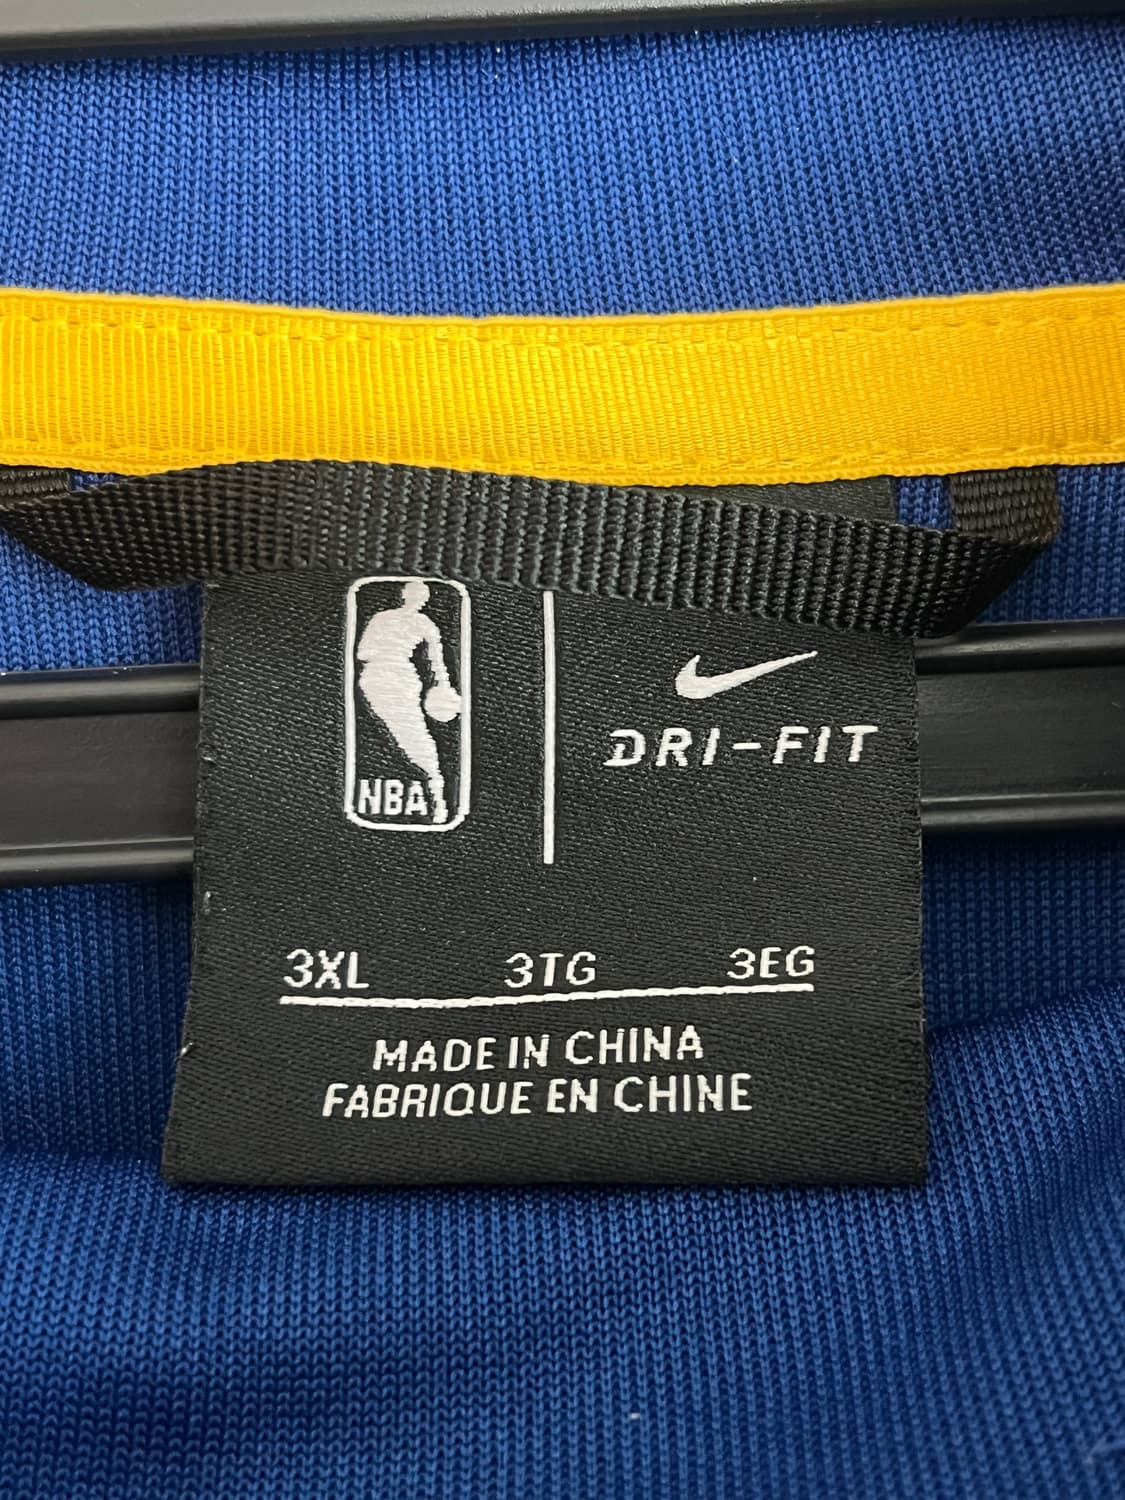 NBA
DRI-FIT
3XL 3TG 3EG
MADE IN CHINA
FABRIQUE EN CHINE